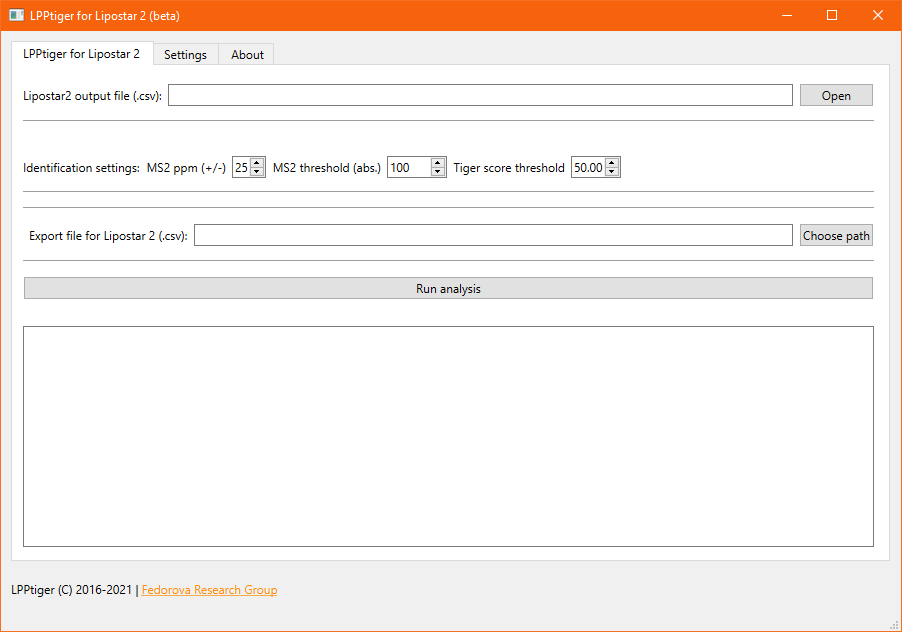 LPPtiger for Lipostar 2 (beta)
LPPtiger for Lipostar 2 Settings About
Lipostar2 output file (.csv): Open
Identification settings: MS2 ppm (+/-) 25 MS2 threshold (abs.) 100 Tiger score threshold 50.00
Export file for Lipostar 2 (.csv): Choose path
Run analysis
LPPtiger (C) 2016-2021 | Fedorova Research Group